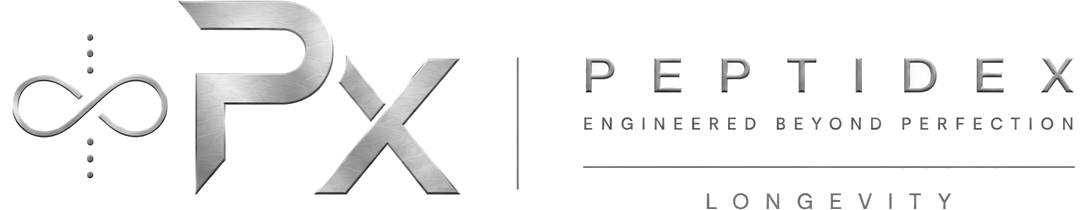 Px
PEPTIDEX
ENGINEERED BEYOND PERFECTION
LONGEVITY